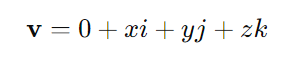 v = 0 + xi + yj + zk